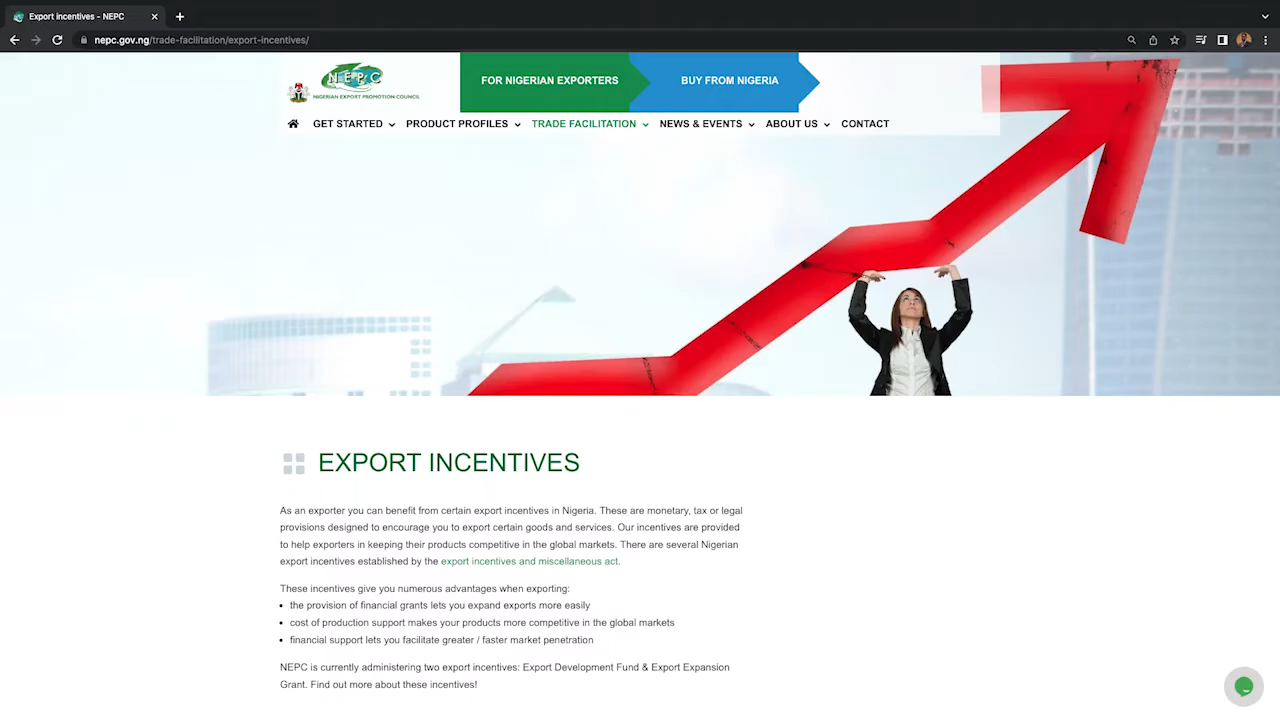 Export incentives - NEPC
nepc.gov.ng/trade-facilitation/export-incentives/
NEPC
NIGERIAN EXPORT PROMOTION COUNCIL
FOR NIGERIAN EXPORTERS
BUY FROM NIGERIA
GET STARTED
PRODUCT PROFILES
TRADE FACILITATION
NEWS & EVENTS
ABOUT US
CONTACT
EXPORT INCENTIVES
As an exporter you can benefit from certain export incentives in Nigeria. These are monetary, tax or legal
provisions designed to encourage you to export certain goods and services. Our incentives are provided
to help exporters in keeping their products competitive in the global markets. There are several Nigerian
export incentives established by the export incentives and miscellaneous act.
These incentives give you numerous advantages when exporting:
• the provision of financial grants lets you expand exports more easily
• cost of production support makes your products more competitive in the global markets
• financial support lets you facilitate greater / faster market penetration
NEPC is currently administering two export incentives: Export Development Fund & Export Expansion
Grant. Find out more about these incentives!